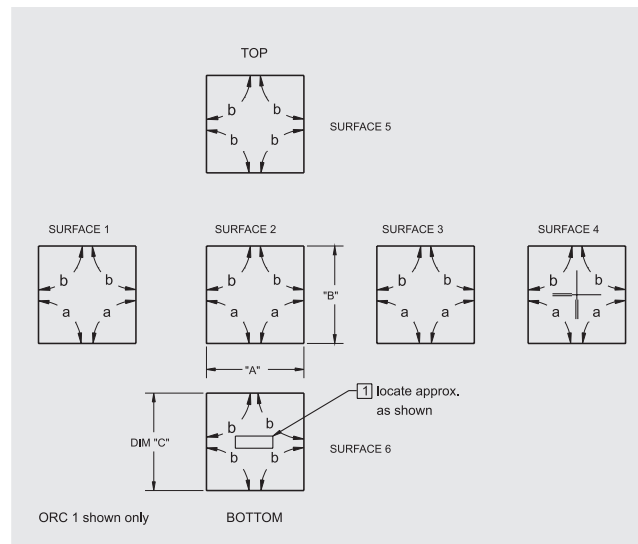 TOP
b b
b b
SURFACE 5
SURFACE 1
SURFACE 2
SURFACE 3
SURFACE 4
b b
a a
b b
a a
"B"
b b
a a
b b
a a
"A"
1 locate approx.
as shown
b b
b b
DIM "C"
SURFACE 6
ORC 1 shown only
BOTTOM